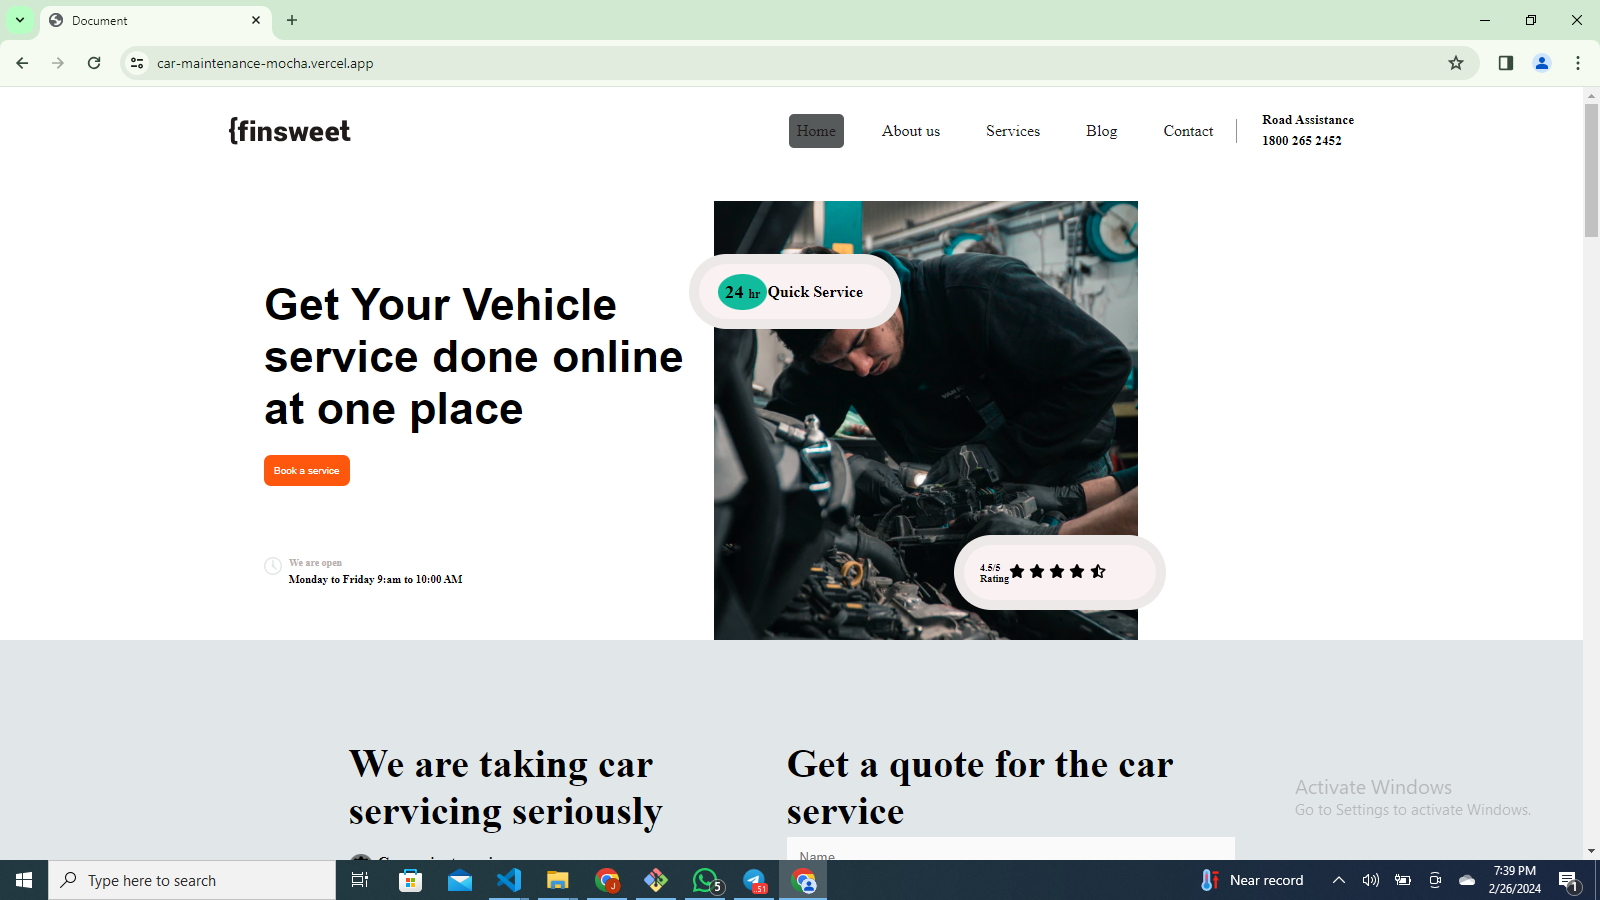 Document
car-maintenance-mocha.vercel.app
{finsweet
Home
About us
Services
Blog
Contact
Road Assistance
1800 265 2452
24 hr Quick Service
Get Your Vehicle
service done online
at one place
Book a service
We are open
Monday to Friday 9:am to 10:00 AM
4.5/5
Rating
We are taking car
servicing seriously
Get a quote for the car
service
Name
Activate Windows
Go to Settings to activate Windows.
Type here to search
J
5
51
Near record
7:39 PM
2/26/2024
1